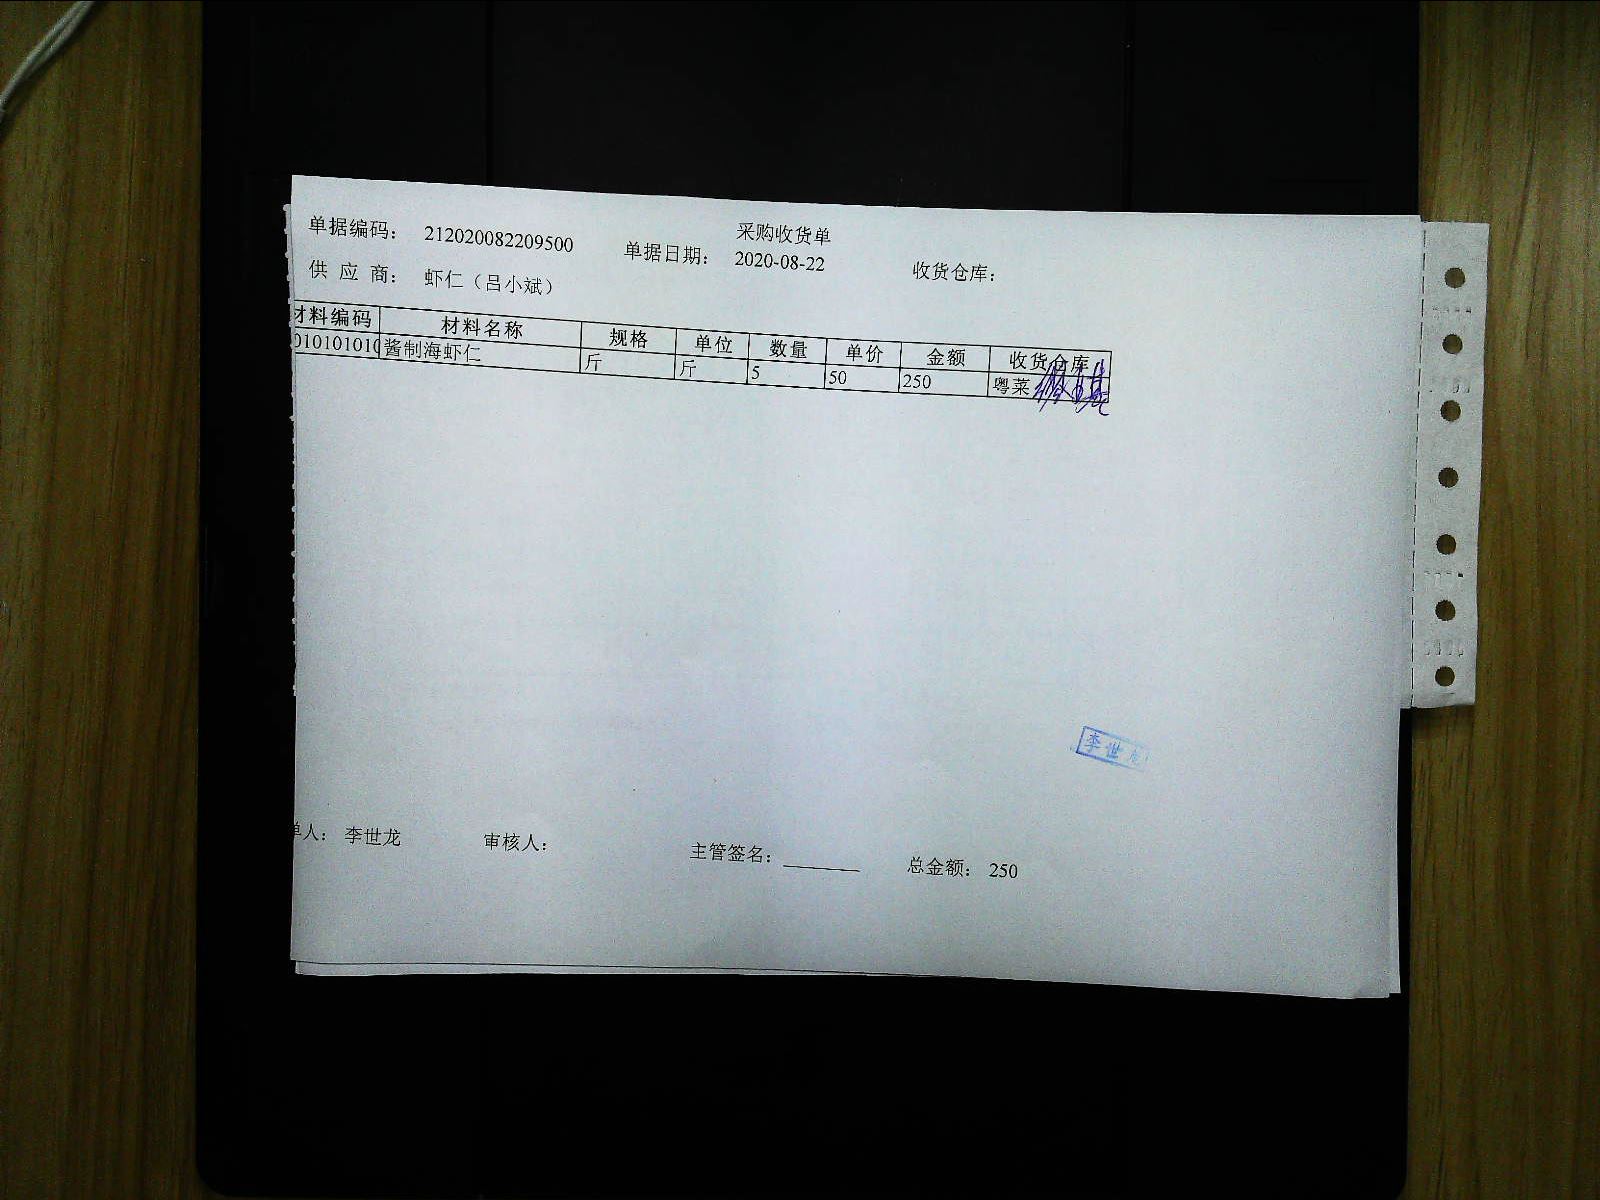 采购收货单
单据编码： 212020082209500 单据日期： 2020-08-22 收货仓库：
供 应 商： 虾仁（吕小斌）
材料编码 材料名称 规格 单位 数量 单价 金额 收货仓库
010101010 酱制海虾仁 斤 斤 5 50 250 粤菜
李世龙
单人： 李世龙 审核人： 主管签名： 总金额： 250